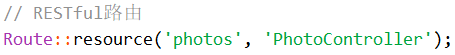 // RESTful路由
Route::resource('photos', 'PhotoController');